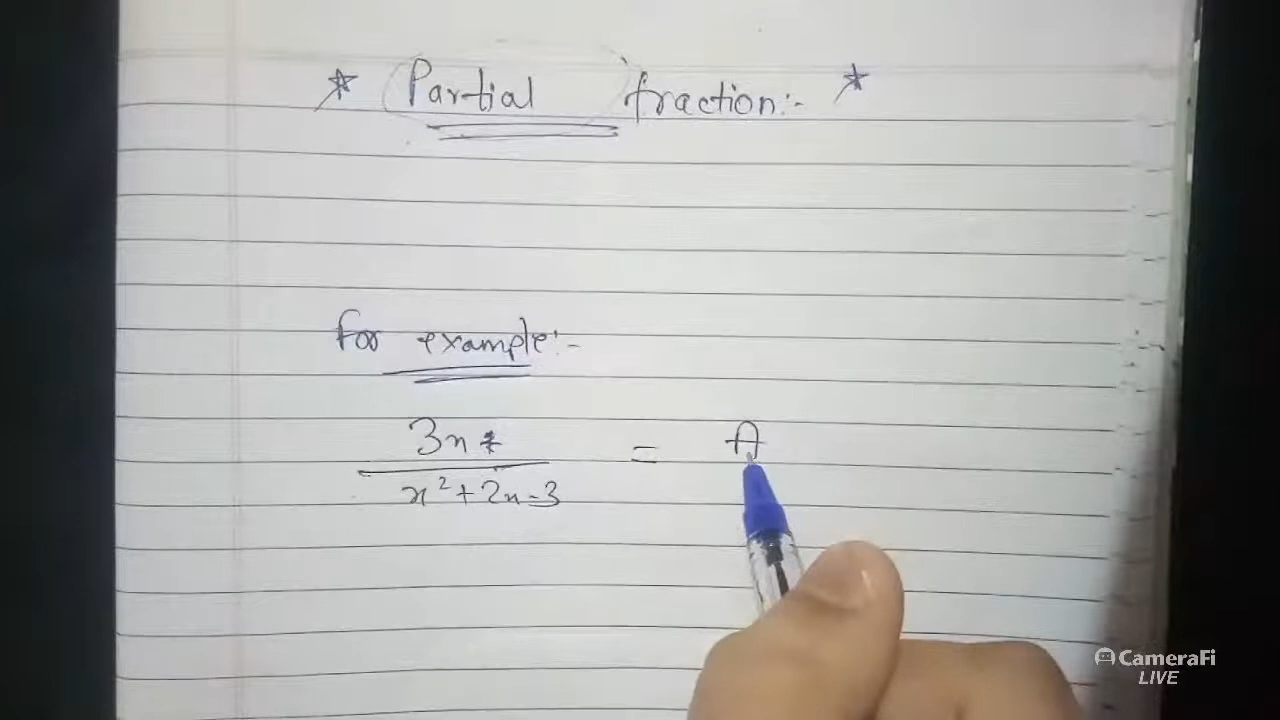 * Partial fraction:- *
For example:-
3x = A
x²+2x-3
CameraFi
LIVE